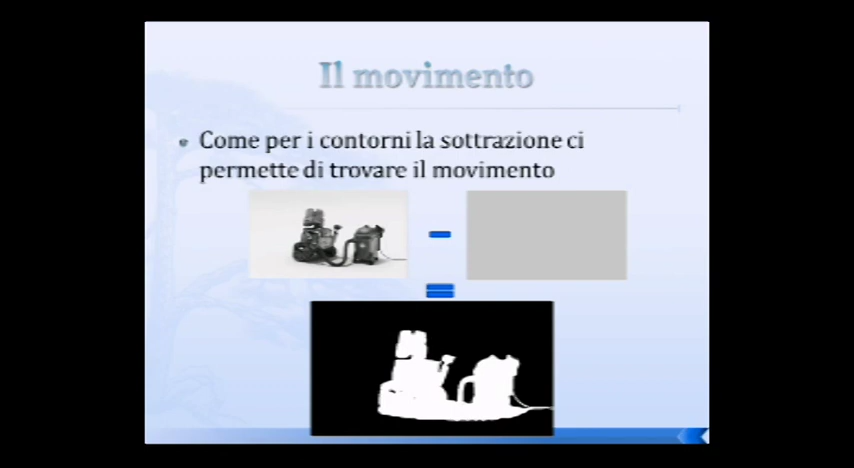 Il movimento
Come per i contorni la sottrazione ci
permette di trovare il movimento